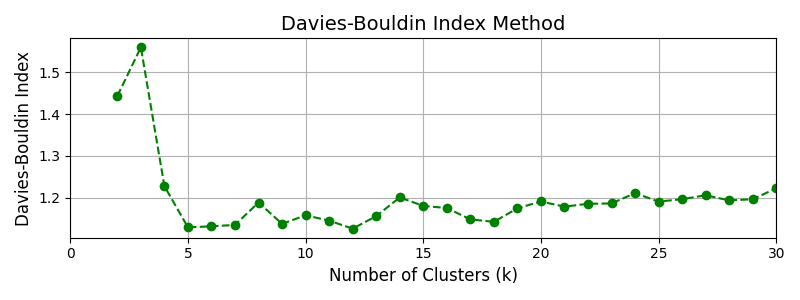 Davies-Bouldin Index Method
Davies-Bouldin Index
1.5
1.4
1.3
1.2
0 5 10 15 20 25 30
Number of Clusters (k)